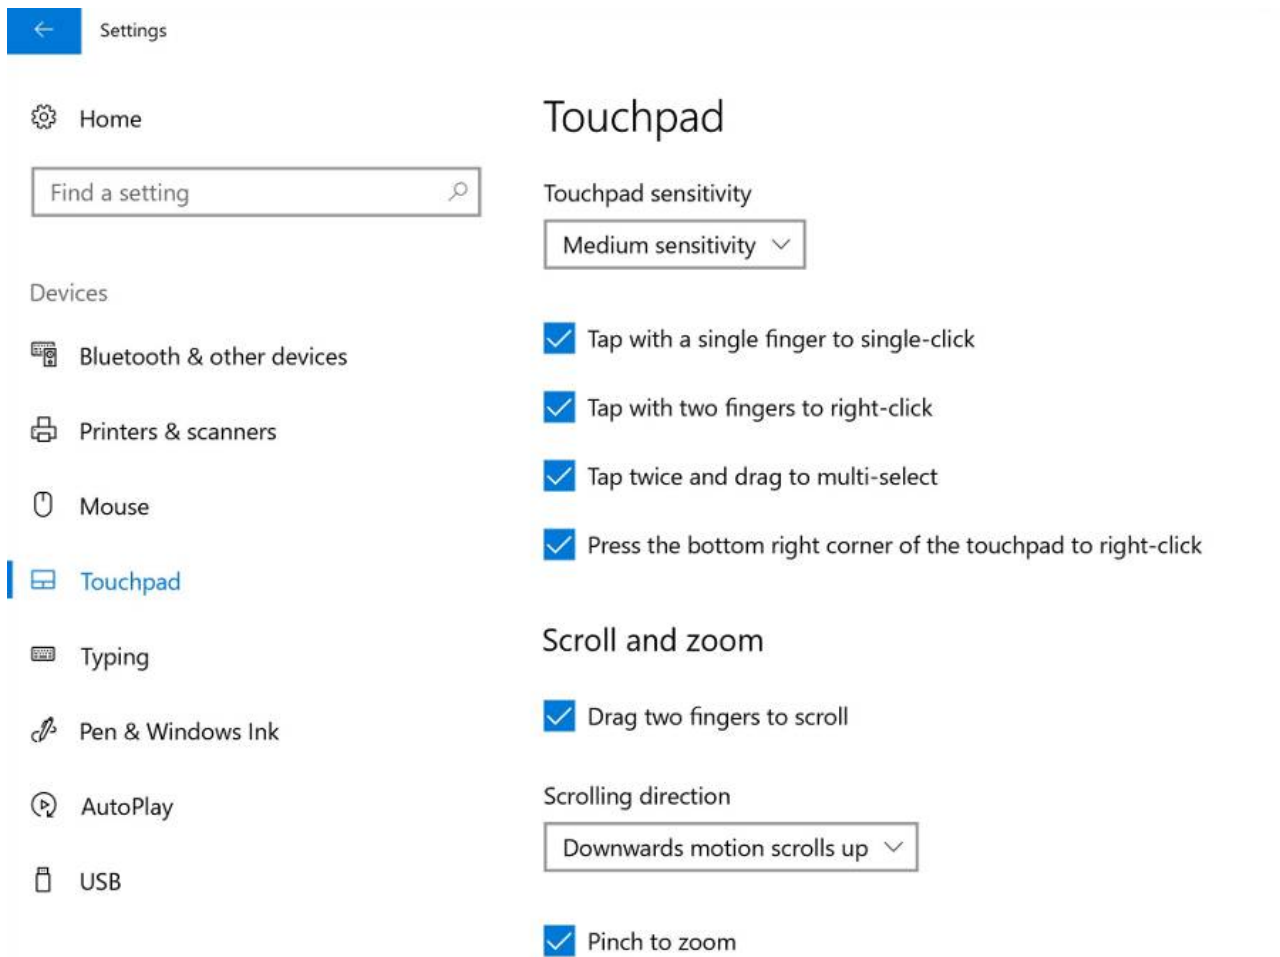 Settings
Home
Find a setting
Devices
Bluetooth & other devices
Printers & scanners
Mouse
Touchpad
Typing
Pen & Windows Ink
AutoPlay
USB
Touchpad
Touchpad sensitivity
Medium sensitivity
Tap with a single finger to single-click
Tap with two fingers to right-click
Tap twice and drag to multi-select
Press the bottom right corner of the touchpad to right-click
Scroll and zoom
Drag two fingers to scroll
Scrolling direction
Downwards motion scrolls up
Pinch to zoom